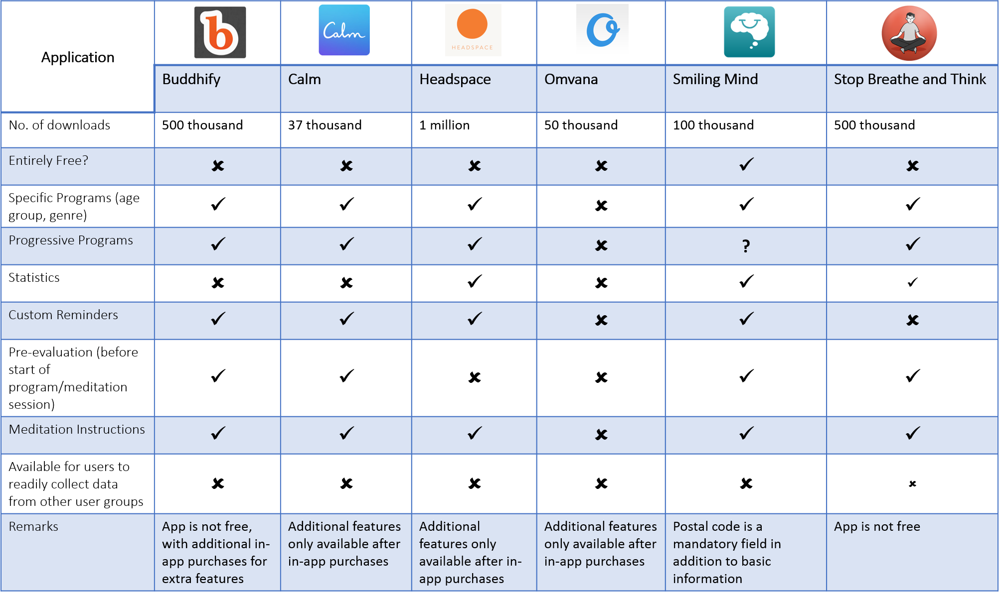 Application
b
Calm
HEADSPACE
Buddhify
Calm
Headspace
Omvana
Smiling Mind
Stop Breathe and Think
No. of downloads
500 thousand
37 thousand
1 million
50 thousand
100 thousand
500 thousand
Entirely Free?
✘
✘
✘
✘
✓
✘
Specific Programs (age
group, genre)
✓
✓
✓
✘
✓
✓
Progressive Programs
✓
✓
✓
✘
?
✓
Statistics
✘
✘
✓
✘
✓
✓
Custom Reminders
✓
✓
✓
✘
✓
✘
Pre-evaluation (before
start of
program/meditation
session)
✓
✓
✘
✘
✓
✓
Meditation Instructions
✓
✓
✓
✘
✓
✓
Available for users to
readily collect data
from other user groups
✘
✘
✘
✘
✘
✘
Remarks
App is not free,
with additional in-
app purchases for
extra features
Additional features
only available after
in-app purchases
Additional
features only
available after in-
app purchases
Additional features
only available after
in-app purchases
Postal code is a
mandatory field in
addition to basic
information
App is not free